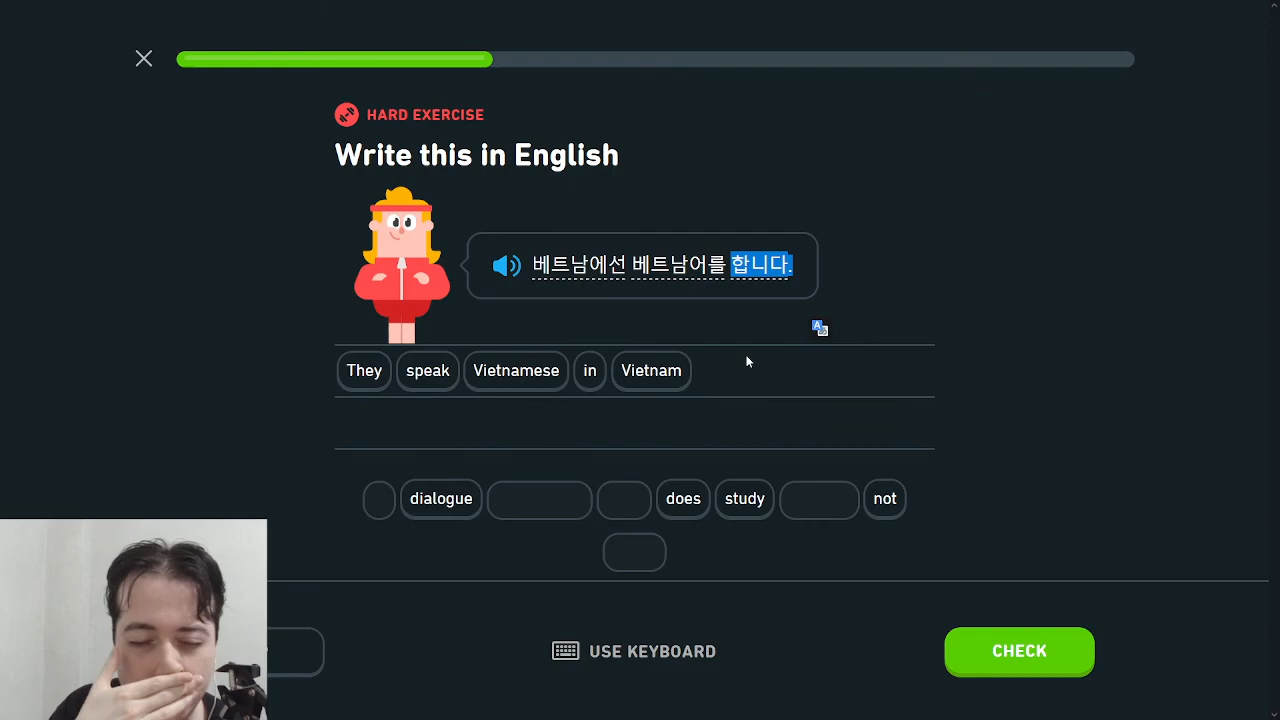 HARD EXERCISE
Write this in English
베트남에선 베트남어를 합니다.
They speak Vietnamese in Vietnam
dialogue does study not
USE KEYBOARD
CHECK